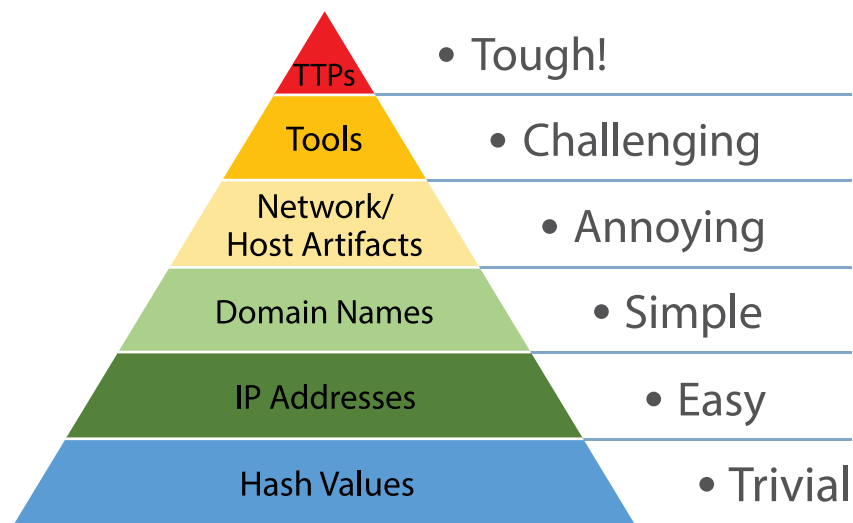 TTPs
• Tough!
Tools
• Challenging
Network/
Host Artifacts
• Annoying
Domain Names
• Simple
IP Addresses
• Easy
Hash Values
• Trivial